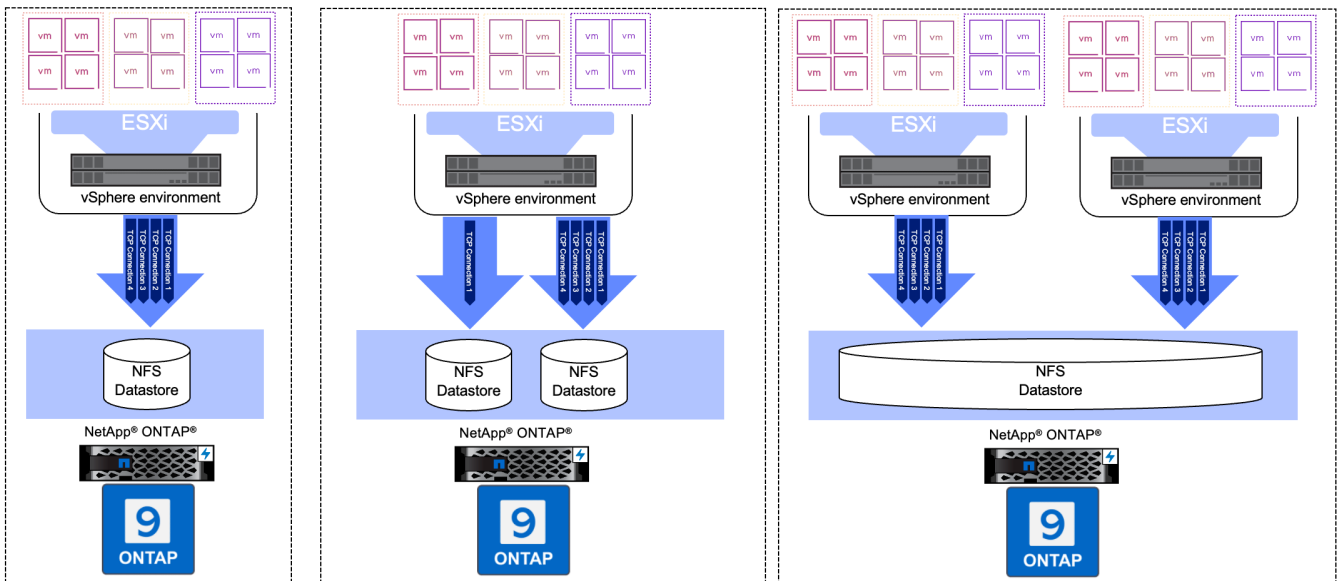 vm vm vm vm vm vm
vm vm vm vm vm vm
ESXi
vSphere environment
TCP Connection 4
TCP Connection 3
TCP Connection 2
TCP Connection 1
NFS
Datastore
NetApp® ONTAP®
9
ONTAP
vm vm vm vm vm vm
vm vm vm vm vm vm
ESXi
vSphere environment
TCP Connection 1
TCP Connection 4
TCP Connection 3
TCP Connection 2
TCP Connection 1
NFS
Datastore
NFS
Datastore
NetApp® ONTAP®
9
ONTAP
vm vm vm vm vm vm
vm vm vm vm vm vm
ESXi
vSphere environment
TCP Connection 4
TCP Connection 3
TCP Connection 2
TCP Connection 1
vm vm vm vm vm vm
vm vm vm vm vm vm
ESXi
vSphere environment
TCP Connection 4
TCP Connection 3
TCP Connection 2
TCP Connection 1
NFS
Datastore
NetApp® ONTAP®
9
ONTAP